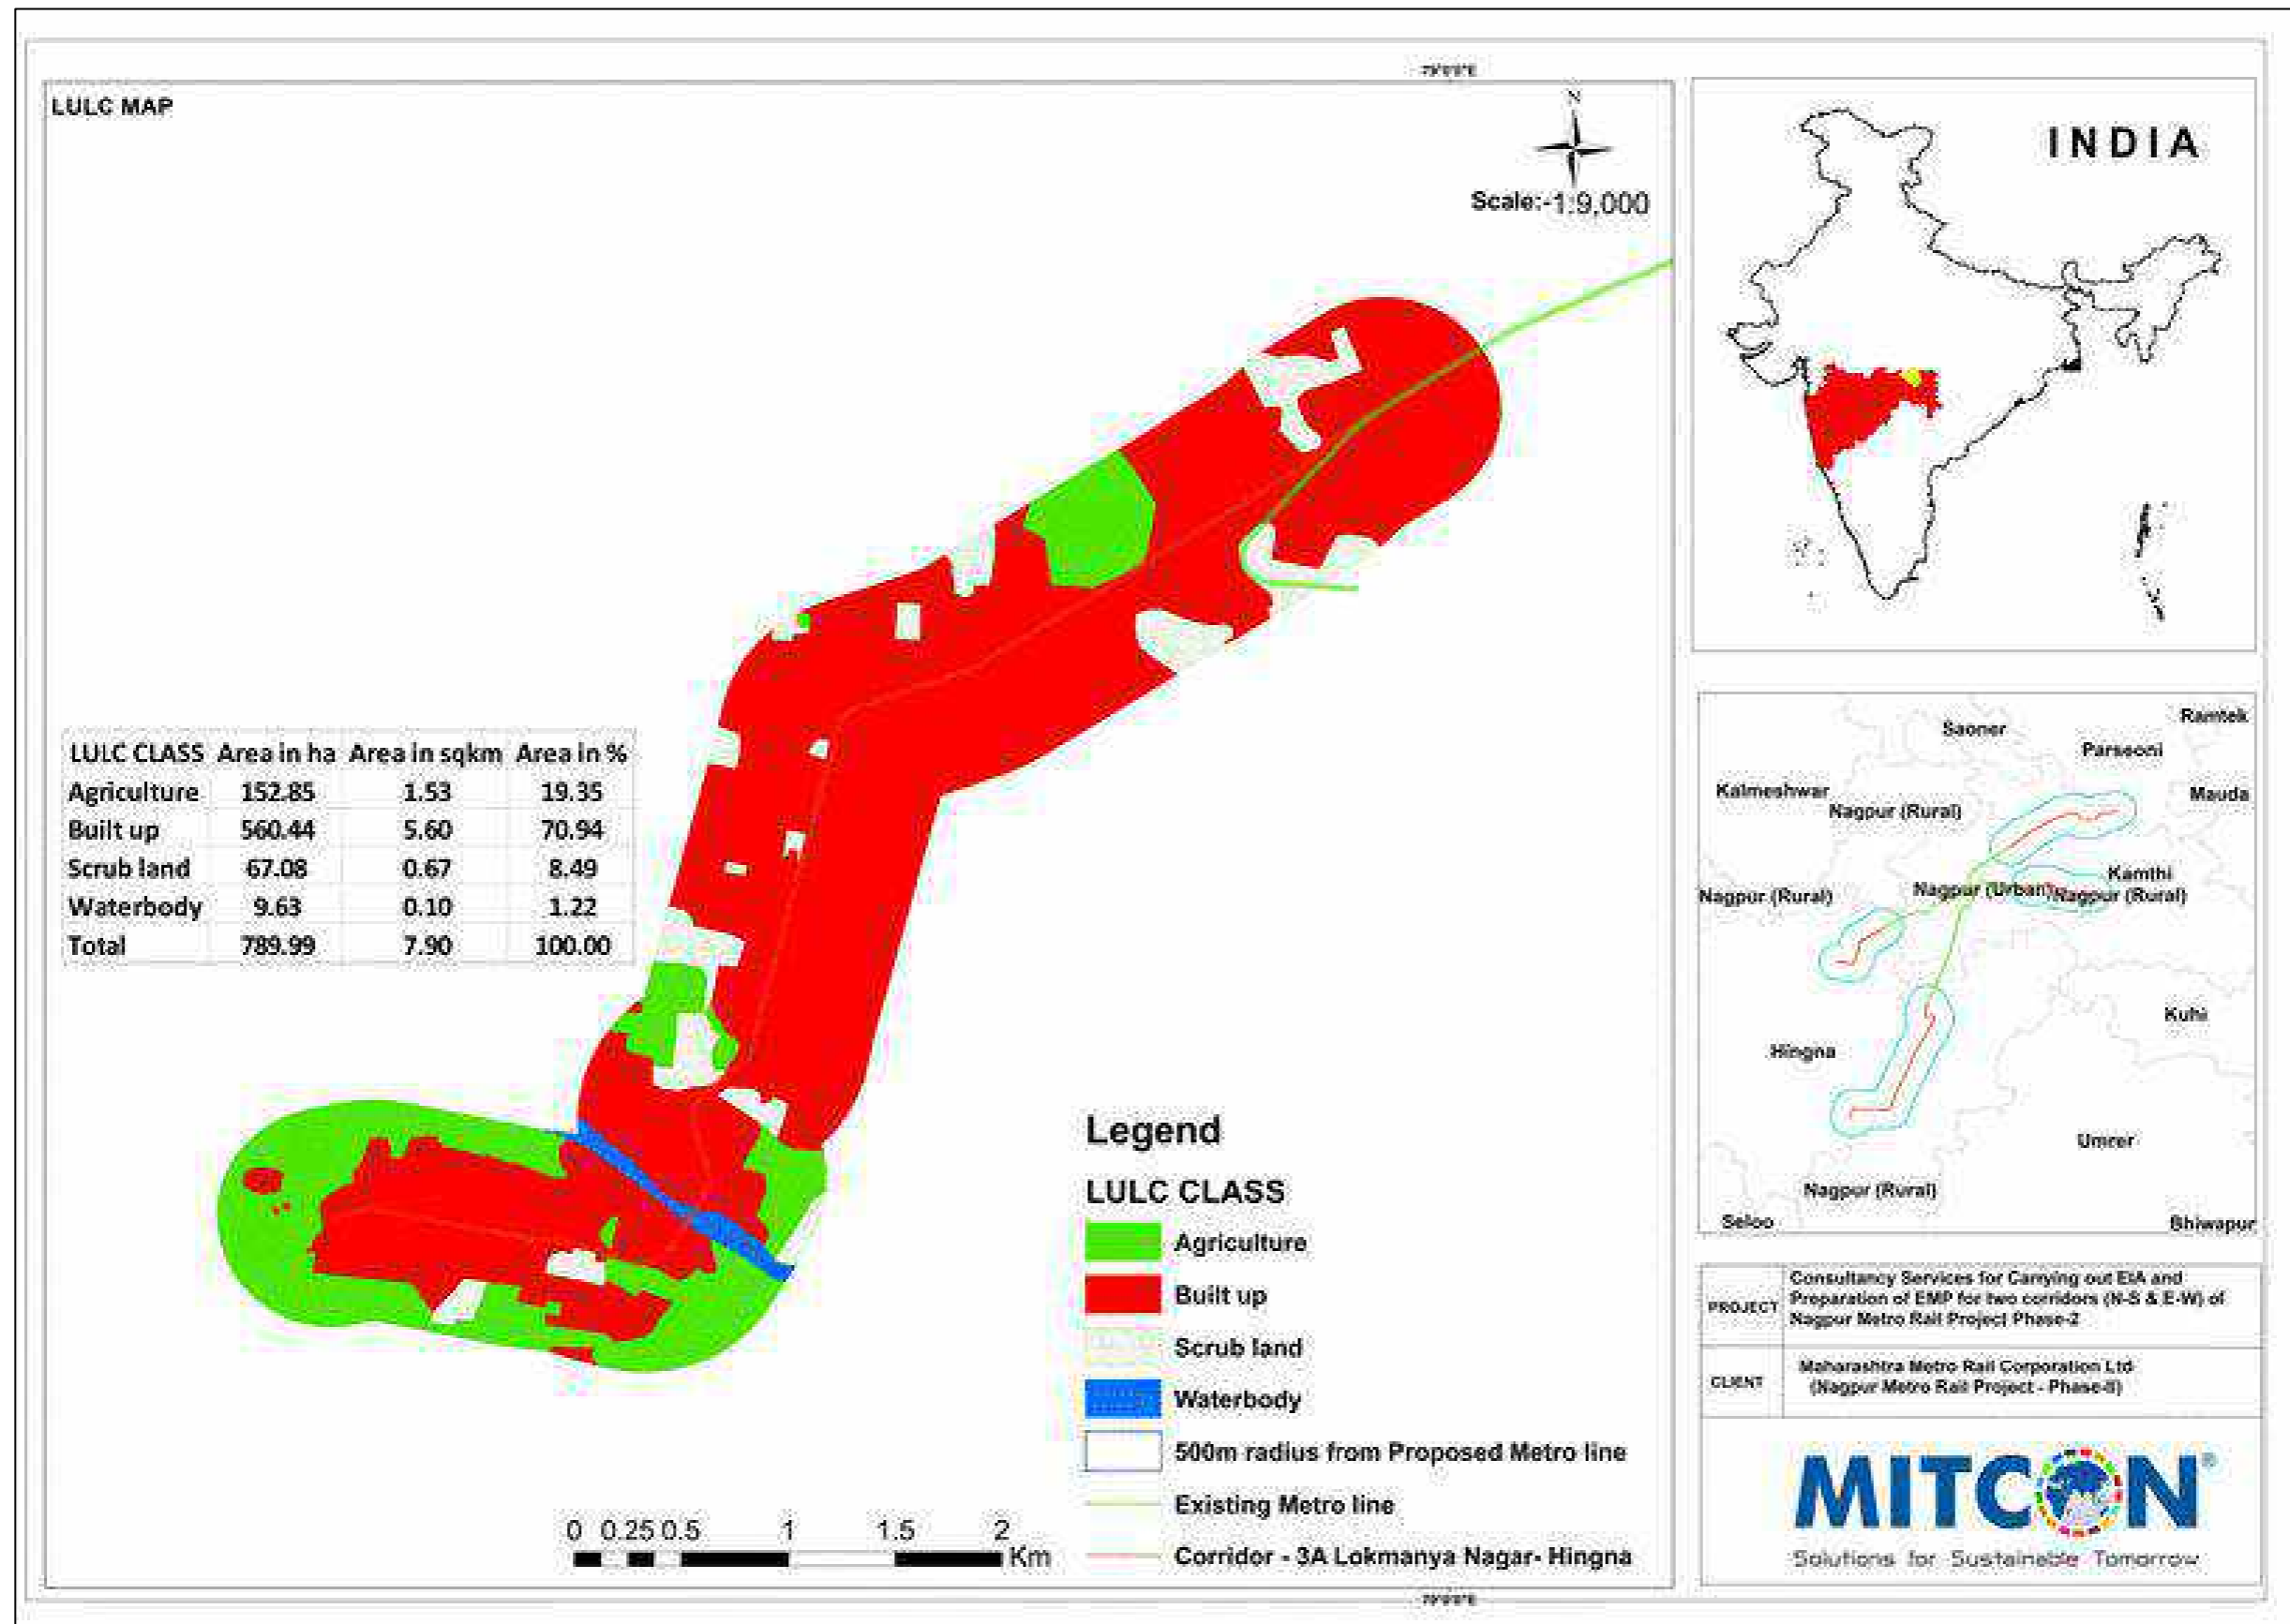 LULC MAP
N
Scale:-1:9,000
LULC CLASS Area in ha Area in sqkm Area in %
Agriculture 152.85 1.53 19.35
Built up 560.44 5.60 70.94
Scrub land 67.08 0.67 8.49
Waterbody 9.63 0.10 1.22
Total 789.99 7.90 100.00
Legend
LULC CLASS
Agriculture
Built up
Scrub land
Waterbody
500m radius from Proposed Metro line
Existing Metro line
Corridor - 3A Lokmanya Nagar- Hingna
0 0.25 0.5 1 1.5 2
Km
INDIA
Ramtek
Saoner
Parseoni
Kalmeshwar
Mauda
Nagpur (Rural)
Kamthi
Nagpur (Rural)
Nagpur (Urban)
Nagpur (Rural)
Kuhi
Hingna
Umrer
Nagpur (Rural)
Seloo
Bhiwapur
PROJECT
Consultancy Services for Carrying out EIA and
Preparation of EMP for two corridors (N-S & E-W) of
Nagpur Metro Rail Project Phase-2
CLIENT
Maharashtra Metro Rail Corporation Ltd
(Nagpur Metro Rail Project - Phase-II)
MITCON®
Solutions for Sustainable Tomorrow